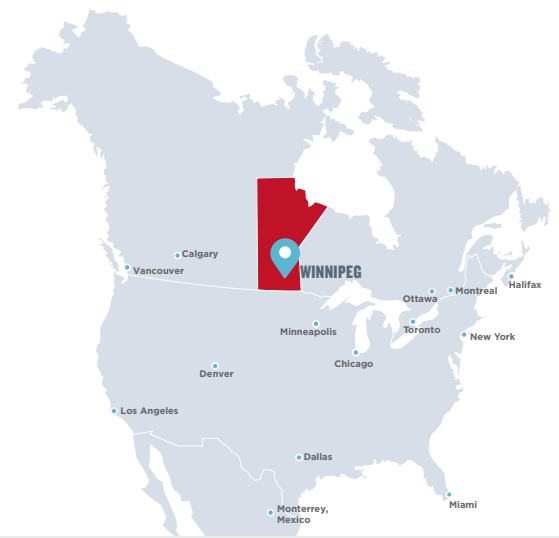 Calgary
Vancouver
WINNIPEG
Halifax
Montreal
Ottawa
Toronto
Minneapolis
New York
Chicago
Denver
Los Angeles
Dallas
Miami
Monterrey,
Mexico